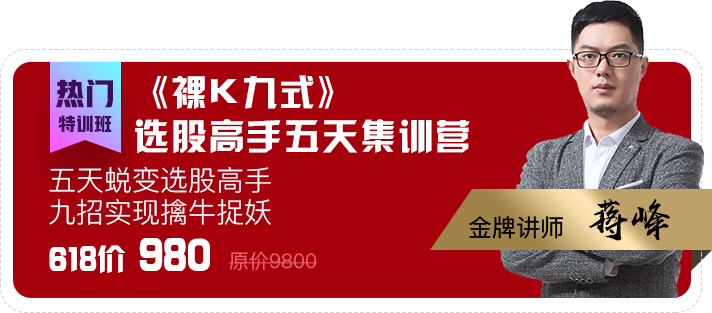 热门
特训班
《裸K九式》
选股高手五天集训营
五天蜕变选股高手
九招实现擒牛捉妖
618价 980 原价9800
金牌讲师 蒋峰